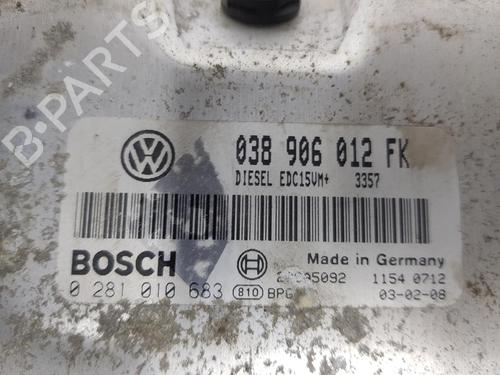 B-PARTS
038 906 012 FK
DIESEL EDC15VM+ 3357
BOSCH
Made in Germany
1154 0712
0 281 010 683
810
03-02-08